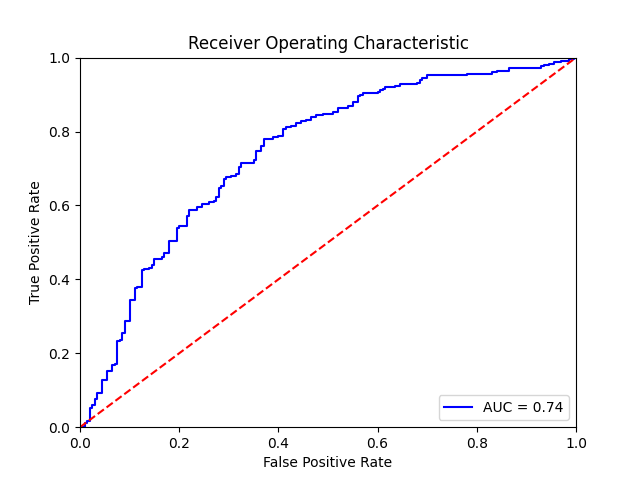 Receiver Operating Characteristic
True Positive Rate
1.0
0.8
0.6
0.4
0.2
0.0
AUC = 0.74
0.0 0.2 0.4 0.6 0.8 1.0
False Positive Rate